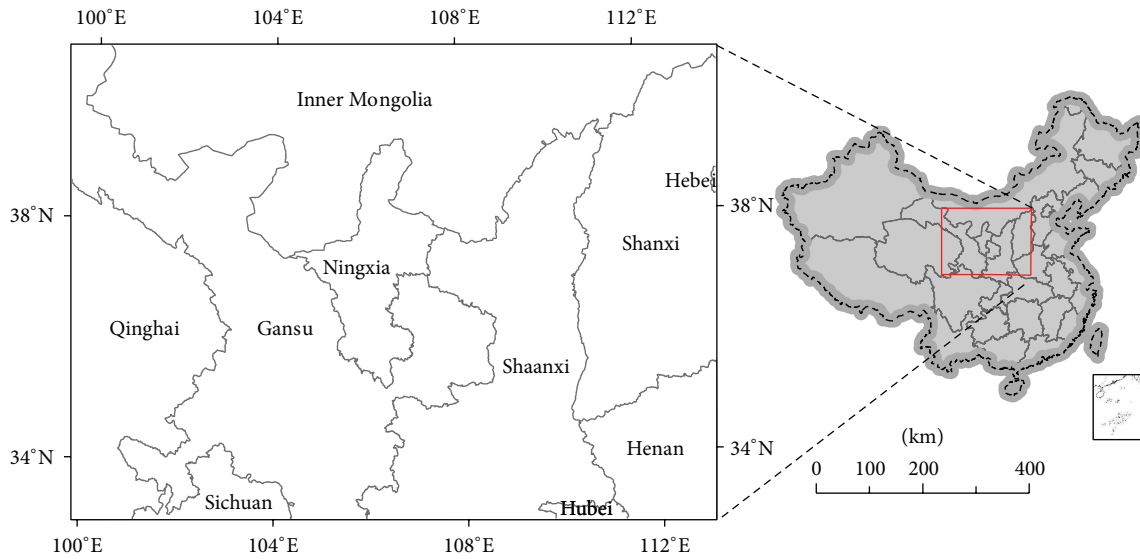 100˚E 104˚E 108˚E 112˚E
Inner Mongolia
Hebei
38˚N
38˚N
Shanxi
Ningxia
Qinghai
Gansu
Shaanxi
(km)
Henan
34˚N
34˚N
0 100 200 400
Sichuan
Hubei
100˚E 104˚E 108˚E 112˚E